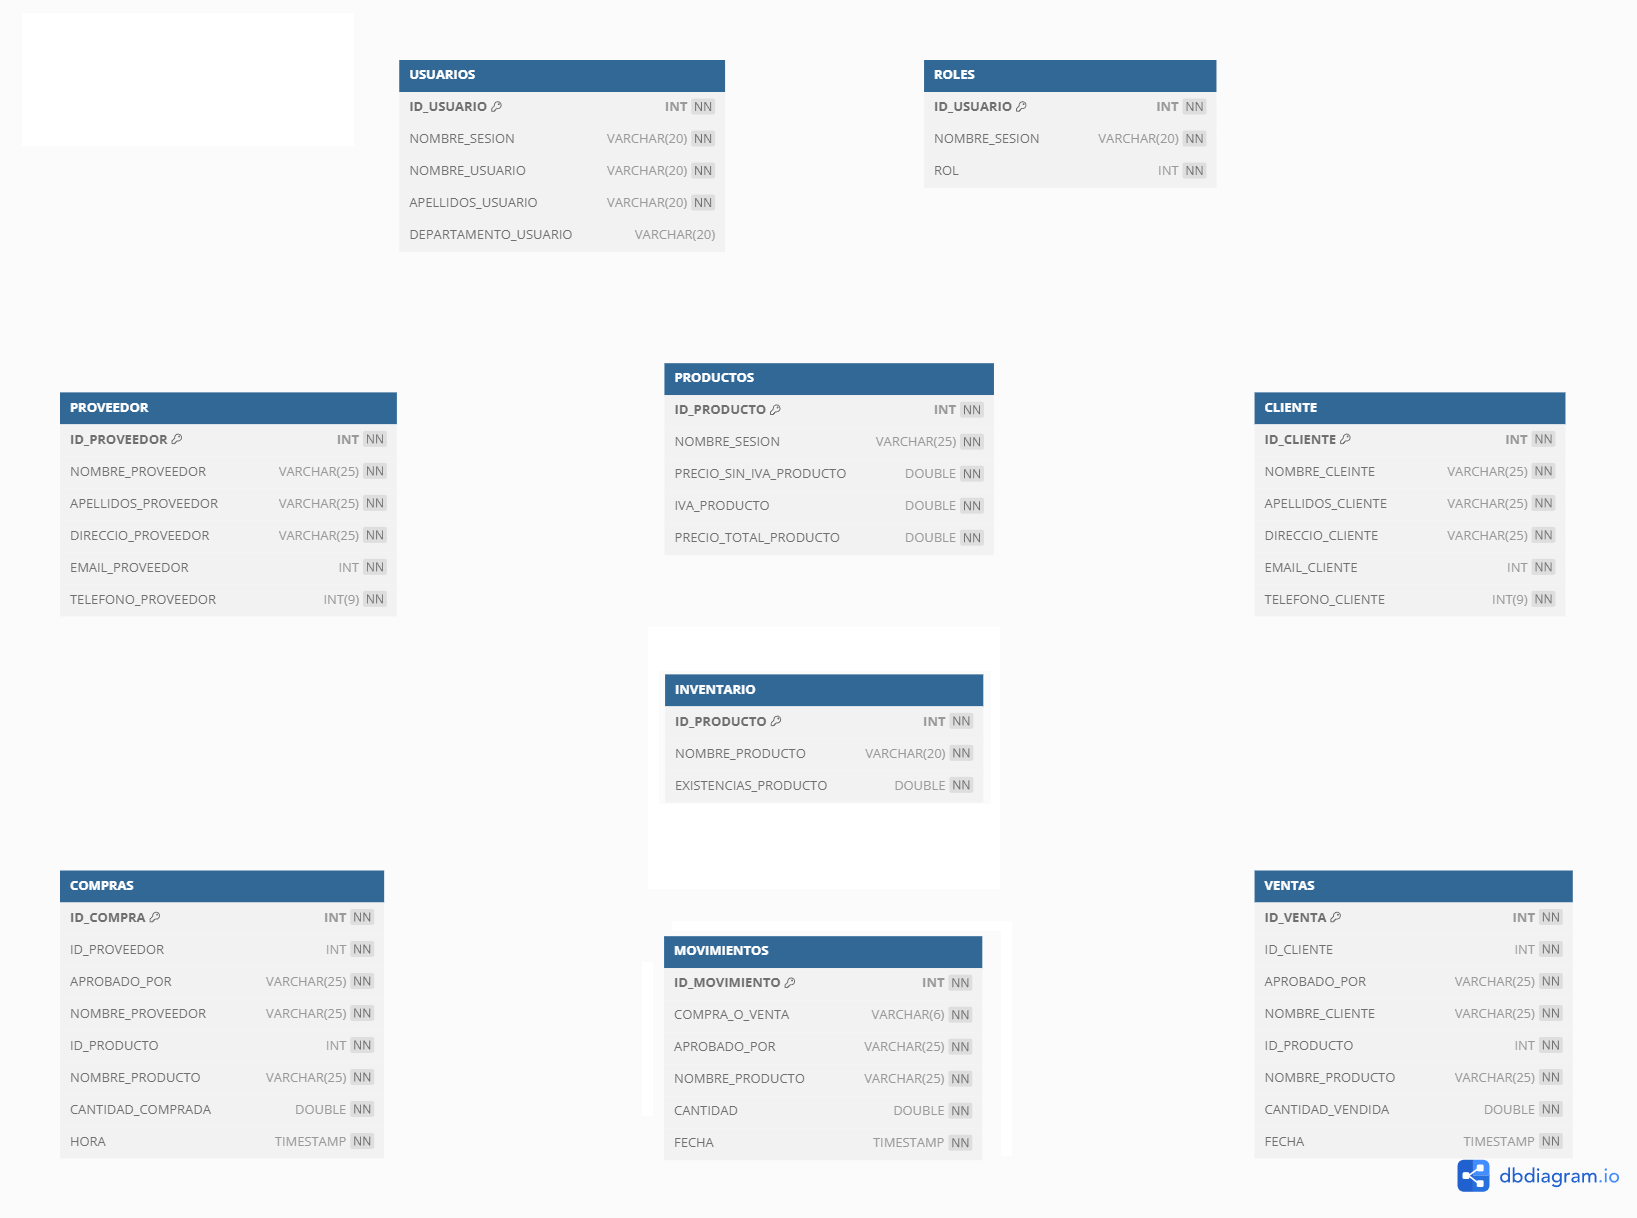 USUARIOS
ID_USUARIO INT NN
NOMBRE_SESION VARCHAR(20) NN
NOMBRE_USUARIO VARCHAR(20) NN
APELLIDOS_USUARIO VARCHAR(20) NN
DEPARTAMENTO_USUARIO VARCHAR(20)
ROLES
ID_USUARIO INT NN
NOMBRE_SESION VARCHAR(20) NN
ROL INT NN
PROVEEDOR
ID_PROVEEDOR INT NN
NOMBRE_PROVEEDOR VARCHAR(25) NN
APELLIDOS_PROVEEDOR VARCHAR(25) NN
DIRECCIO_PROVEEDOR VARCHAR(25) NN
EMAIL_PROVEEDOR INT NN
TELEFONO_PROVEEDOR INT(9) NN
PRODUCTOS
ID_PRODUCTO INT NN
NOMBRE_SESION VARCHAR(25) NN
PRECIO_SIN_IVA_PRODUCTO DOUBLE NN
IVA_PRODUCTO DOUBLE NN
PRECIO_TOTAL_PRODUCTO DOUBLE NN
CLIENTE
ID_CLIENTE INT NN
NOMBRE_CLEINTE VARCHAR(25) NN
APELLIDOS_CLIENTE VARCHAR(25) NN
DIRECCIO_CLIENTE VARCHAR(25) NN
EMAIL_CLIENTE INT NN
TELEFONO_CLIENTE INT(9) NN
INVENTARIO
ID_PRODUCTO INT NN
NOMBRE_PRODUCTO VARCHAR(20) NN
EXISTENCIAS_PRODUCTO DOUBLE NN
COMPRAS
ID_COMPRA INT NN
ID_PROVEEDOR INT NN
APROBADO_POR VARCHAR(25) NN
NOMBRE_PROVEEDOR VARCHAR(25) NN
ID_PRODUCTO INT NN
NOMBRE_PRODUCTO VARCHAR(25) NN
CANTIDAD_COMPRADA DOUBLE NN
HORA TIMESTAMP NN
MOVIMIENTOS
ID_MOVIMIENTO INT NN
COMPRA_O_VENTA VARCHAR(6) NN
APROBADO_POR VARCHAR(25) NN
NOMBRE_PRODUCTO VARCHAR(25) NN
CANTIDAD DOUBLE NN
FECHA TIMESTAMP NN
VENTAS
ID_VENTA INT NN
ID_CLIENTE INT NN
APROBADO_POR VARCHAR(25) NN
NOMBRE_CLIENTE VARCHAR(25) NN
ID_PRODUCTO INT NN
NOMBRE_PRODUCTO VARCHAR(25) NN
CANTIDAD_VENDIDA DOUBLE NN
FECHA TIMESTAMP NN
dbdiagram.io